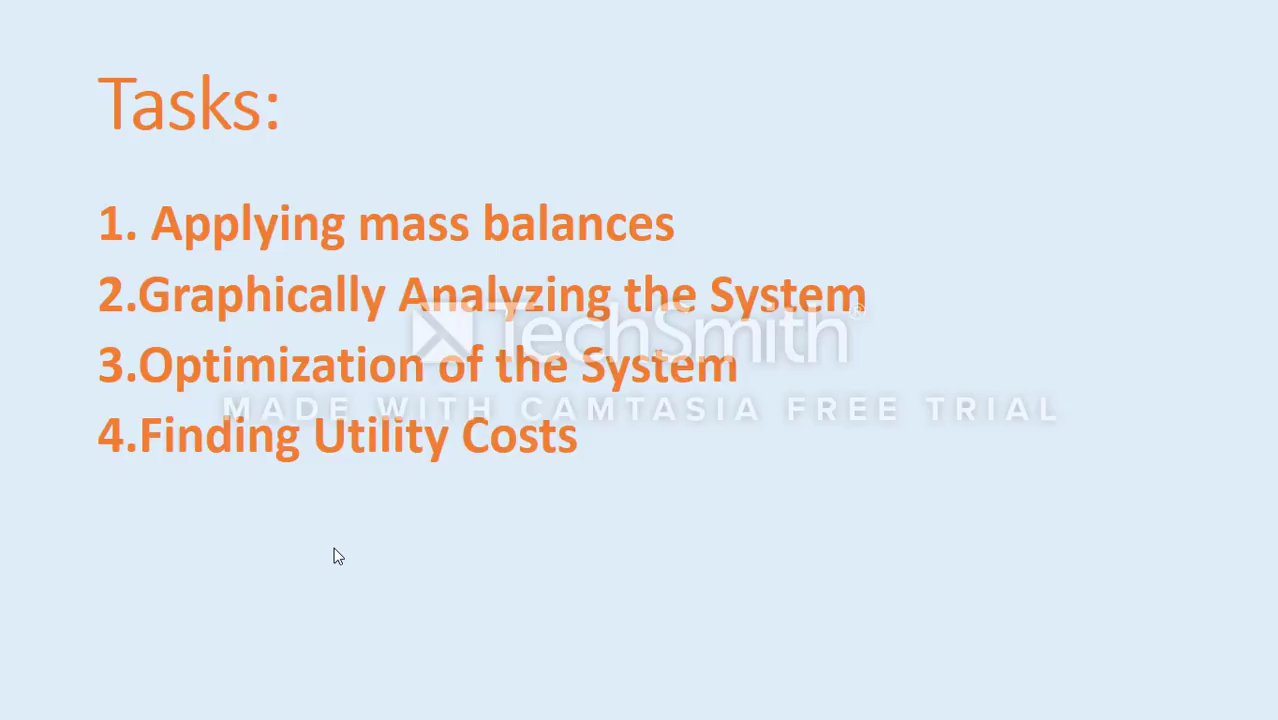 Tasks:
1. Applying mass balances
2.Graphically Analyzing the System
TechSmith®
3.Optimization of the System
MADE WITH CAMTASIA FREE TRIAL
4.Finding Utility Costs